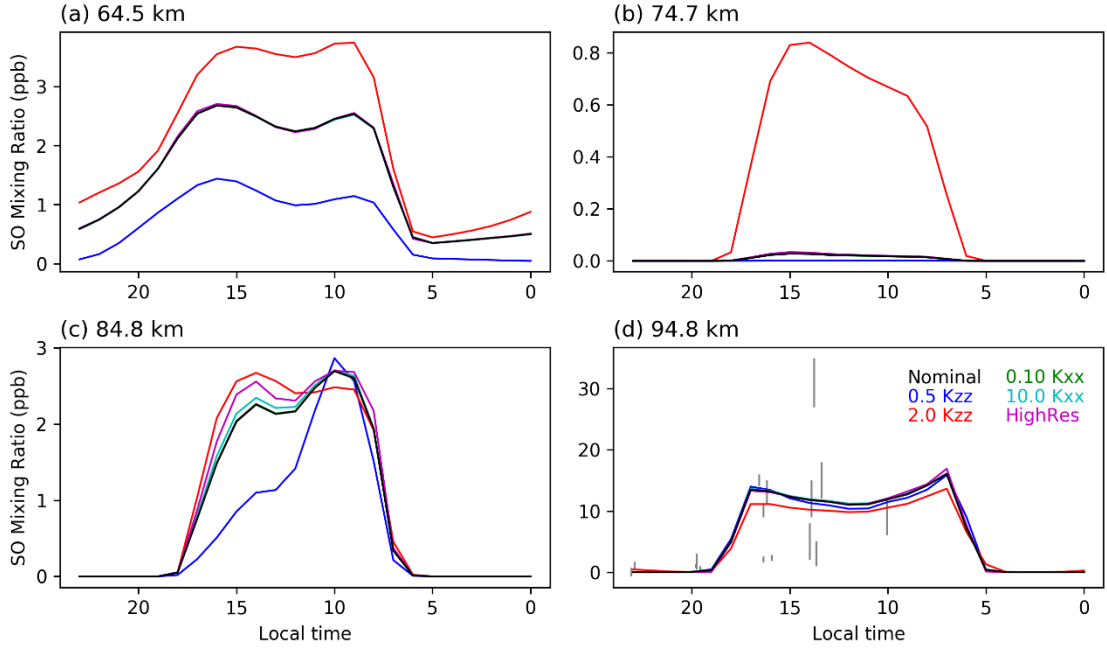 (a) 64.5 km
(b) 74.7 km
SO Mixing Ratio (ppb)
3
2
1
0
20 15 10 5 0
0.8
0.6
0.4
0.2
0.0
20 15 10 5 0
(c) 84.8 km
(d) 94.8 km
SO Mixing Ratio (ppb)
3
2
1
0
20 15 10 5 0
Local time
30
20
10
0
Nominal 0.10 Kxx
0.5 Kzz 10.0 Kxx
2.0 Kzz HighRes
20 15 10 5 0
Local time